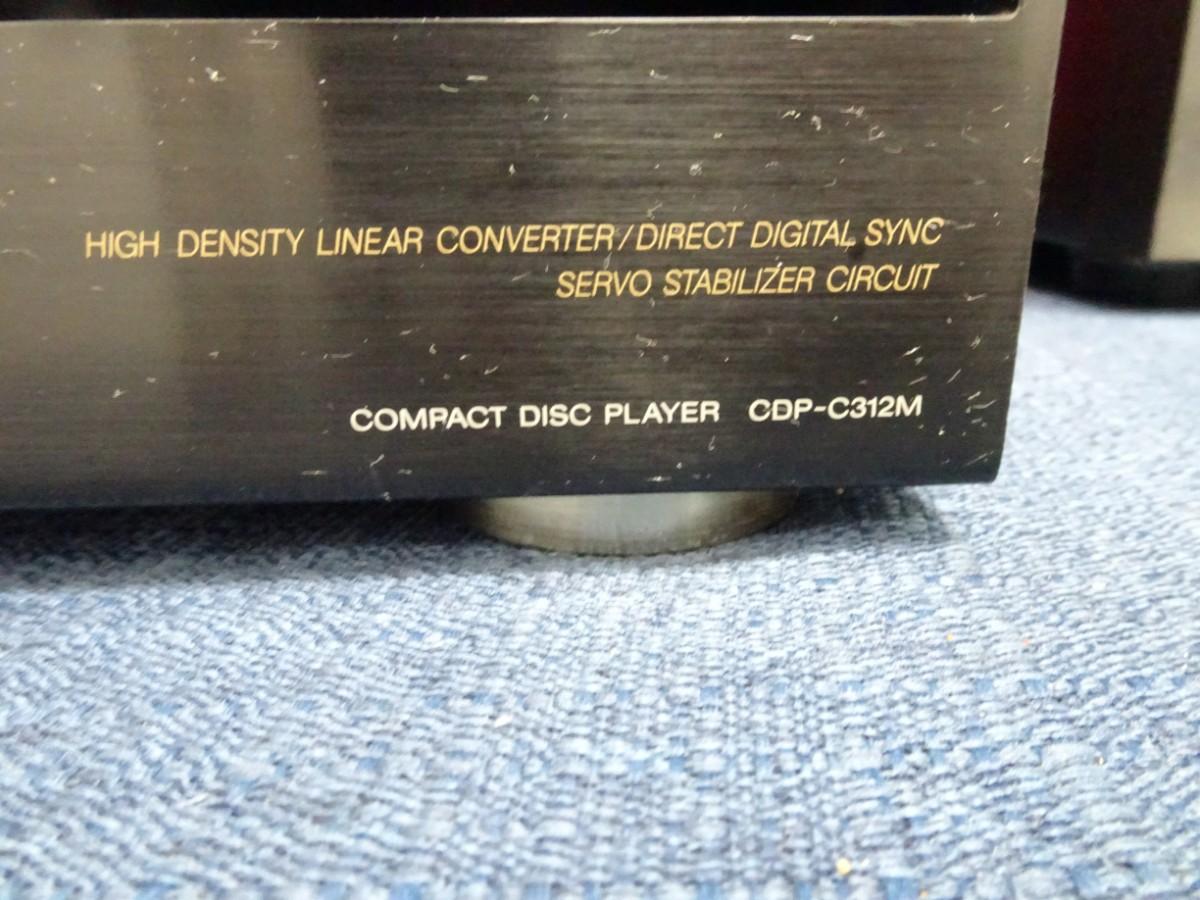 HIGH DENSITY LINEAR CONVERTER/DIRECT DIGITAL SYNC
SERVO STABILIZER CIRCUIT
COMPACT DISC PLAYER CDP-C312M